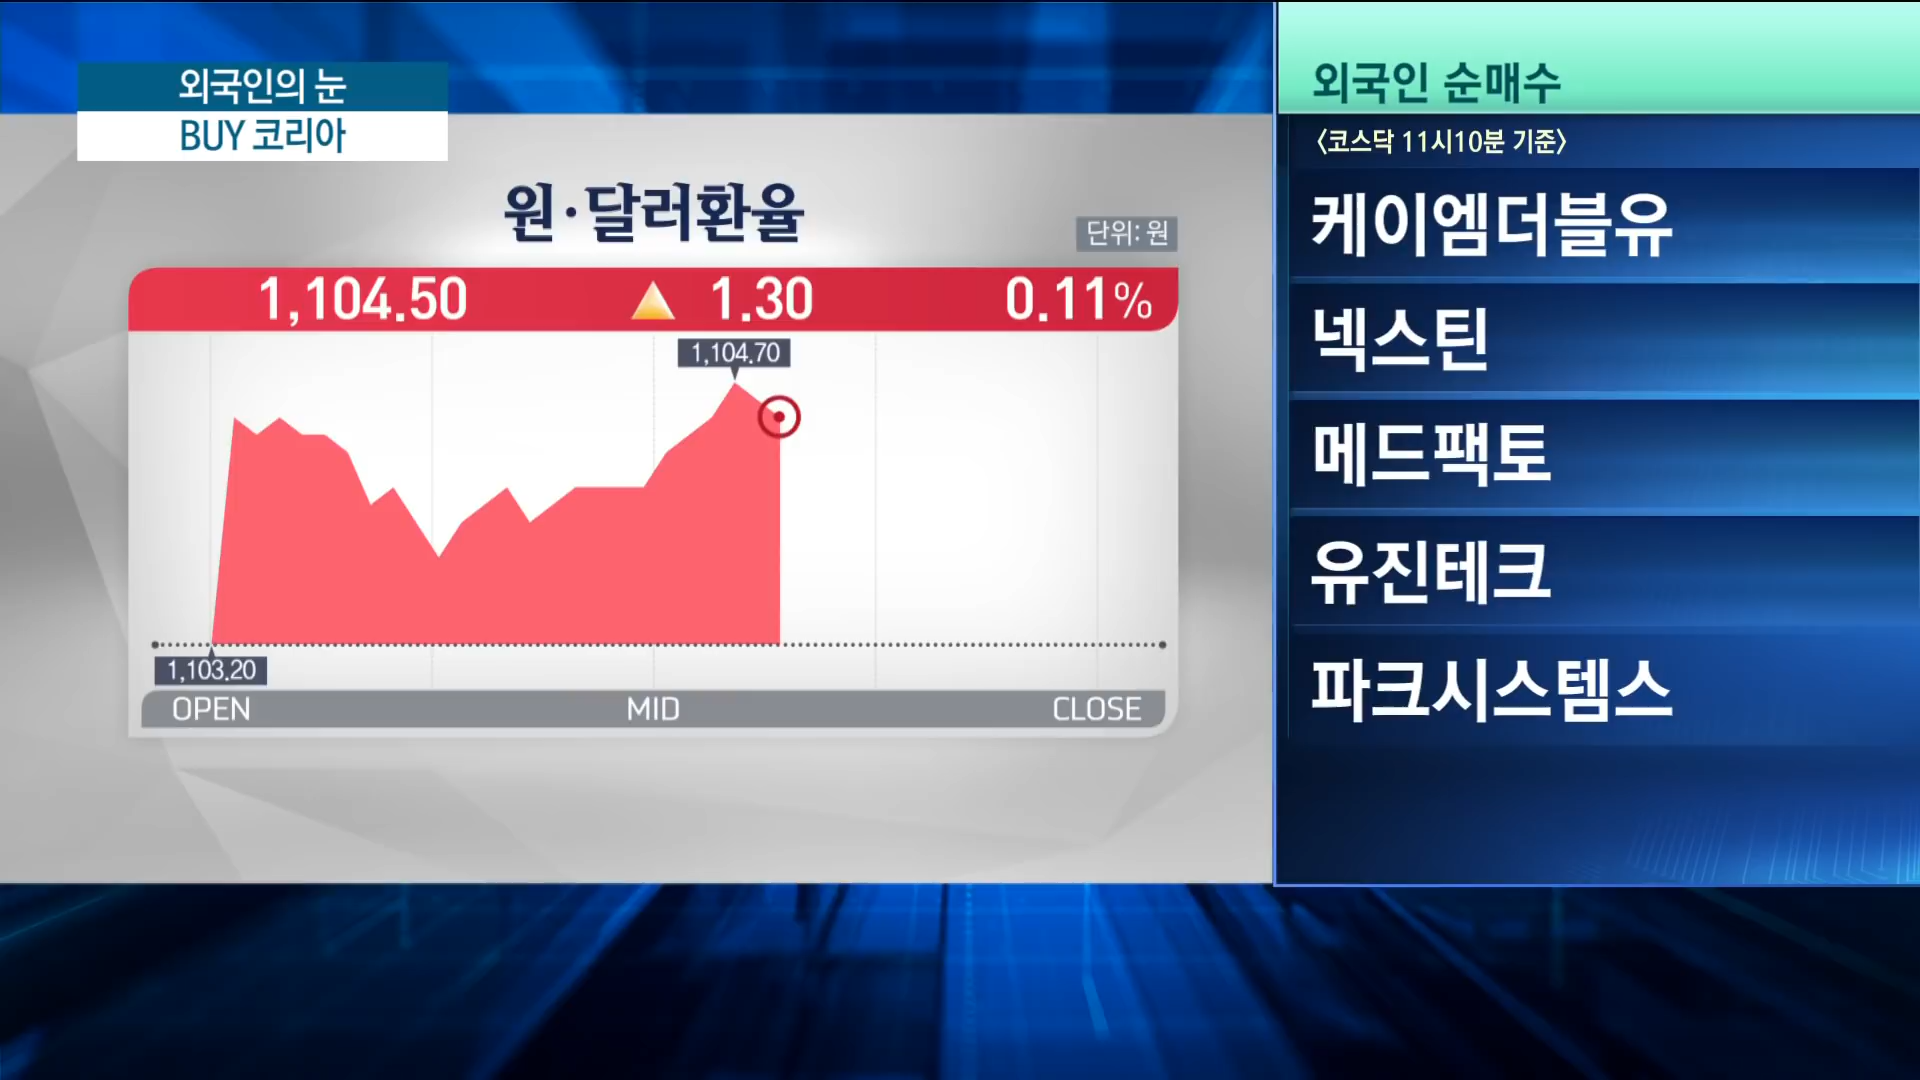 외국인의 눈
BUY 코리아
원·달러환율
단위: 원
1,104.50 ▲ 1.30 0.11%
1,104.70
1,103.20
OPEN MID CLOSE
외국인 순매수
〈코스닥 11시10분 기준〉
케이엠더블유
넥스틴
메드팩토
유진테크
파크시스템스